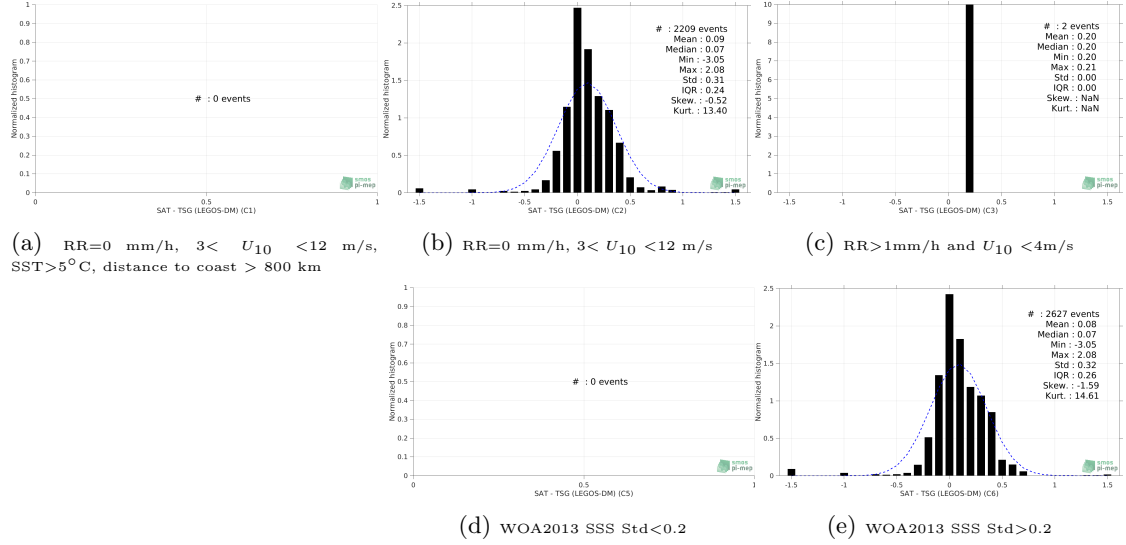 1
0.9
0.8
0.7
0.6
0.5
0.4
0.3
0.2
0.1
0
Normalized histogram
# : 0 events
0 0.5 1
SAT - TSG (LEGOS-DM) (C1)
smos
pi-mep
(a) RR=0 mm/h, 3< U10 <12 m/s,
SST>5°C, distance to coast > 800 km
2.5
2
1.5
1
0.5
0
Normalized histogram
# : 2209 events
Mean : 0.09
Median : 0.07
Min : -3.05
Max : 2.08
Std : 0.31
IQR : 0.24
Skew. : -0.52
Kurt. : 13.40
-1.5 -1 -0.5 0 0.5 1 1.5
SAT - TSG (LEGOS-DM) (C2)
smos
pi-mep
(b) RR=0 mm/h, 3< U10 <12 m/s
10
9
8
7
6
5
4
3
2
1
0
Normalized histogram
# : 2 events
Mean : 0.20
Median : 0.20
Min : 0.20
Max : 0.21
Std : 0.00
IQR : 0.00
Skew. : NaN
Kurt. : NaN
-1.5 -1 -0.5 0 0.5 1 1.5
SAT - TSG (LEGOS-DM) (C3)
smos
pi-mep
(c) RR>1mm/h and U10 <4m/s
1
0.9
0.8
0.7
0.6
0.5
0.4
0.3
0.2
0.1
0
Normalized histogram
# : 0 events
0 0.5 1
SAT - TSG (LEGOS-DM) (C5)
smos
pi-mep
(d) WOA2013 SSS Std<0.2
2.5
2
1.5
1
0.5
0
Normalized histogram
# : 2627 events
Mean : 0.08
Median : 0.07
Min : -3.05
Max : 2.08
Std : 0.32
IQR : 0.26
Skew. : -1.59
Kurt. : 14.61
-1.5 -1 -0.5 0 0.5 1 1.5
SAT - TSG (LEGOS-DM) (C6)
smos
pi-mep
(e) WOA2013 SSS Std>0.2